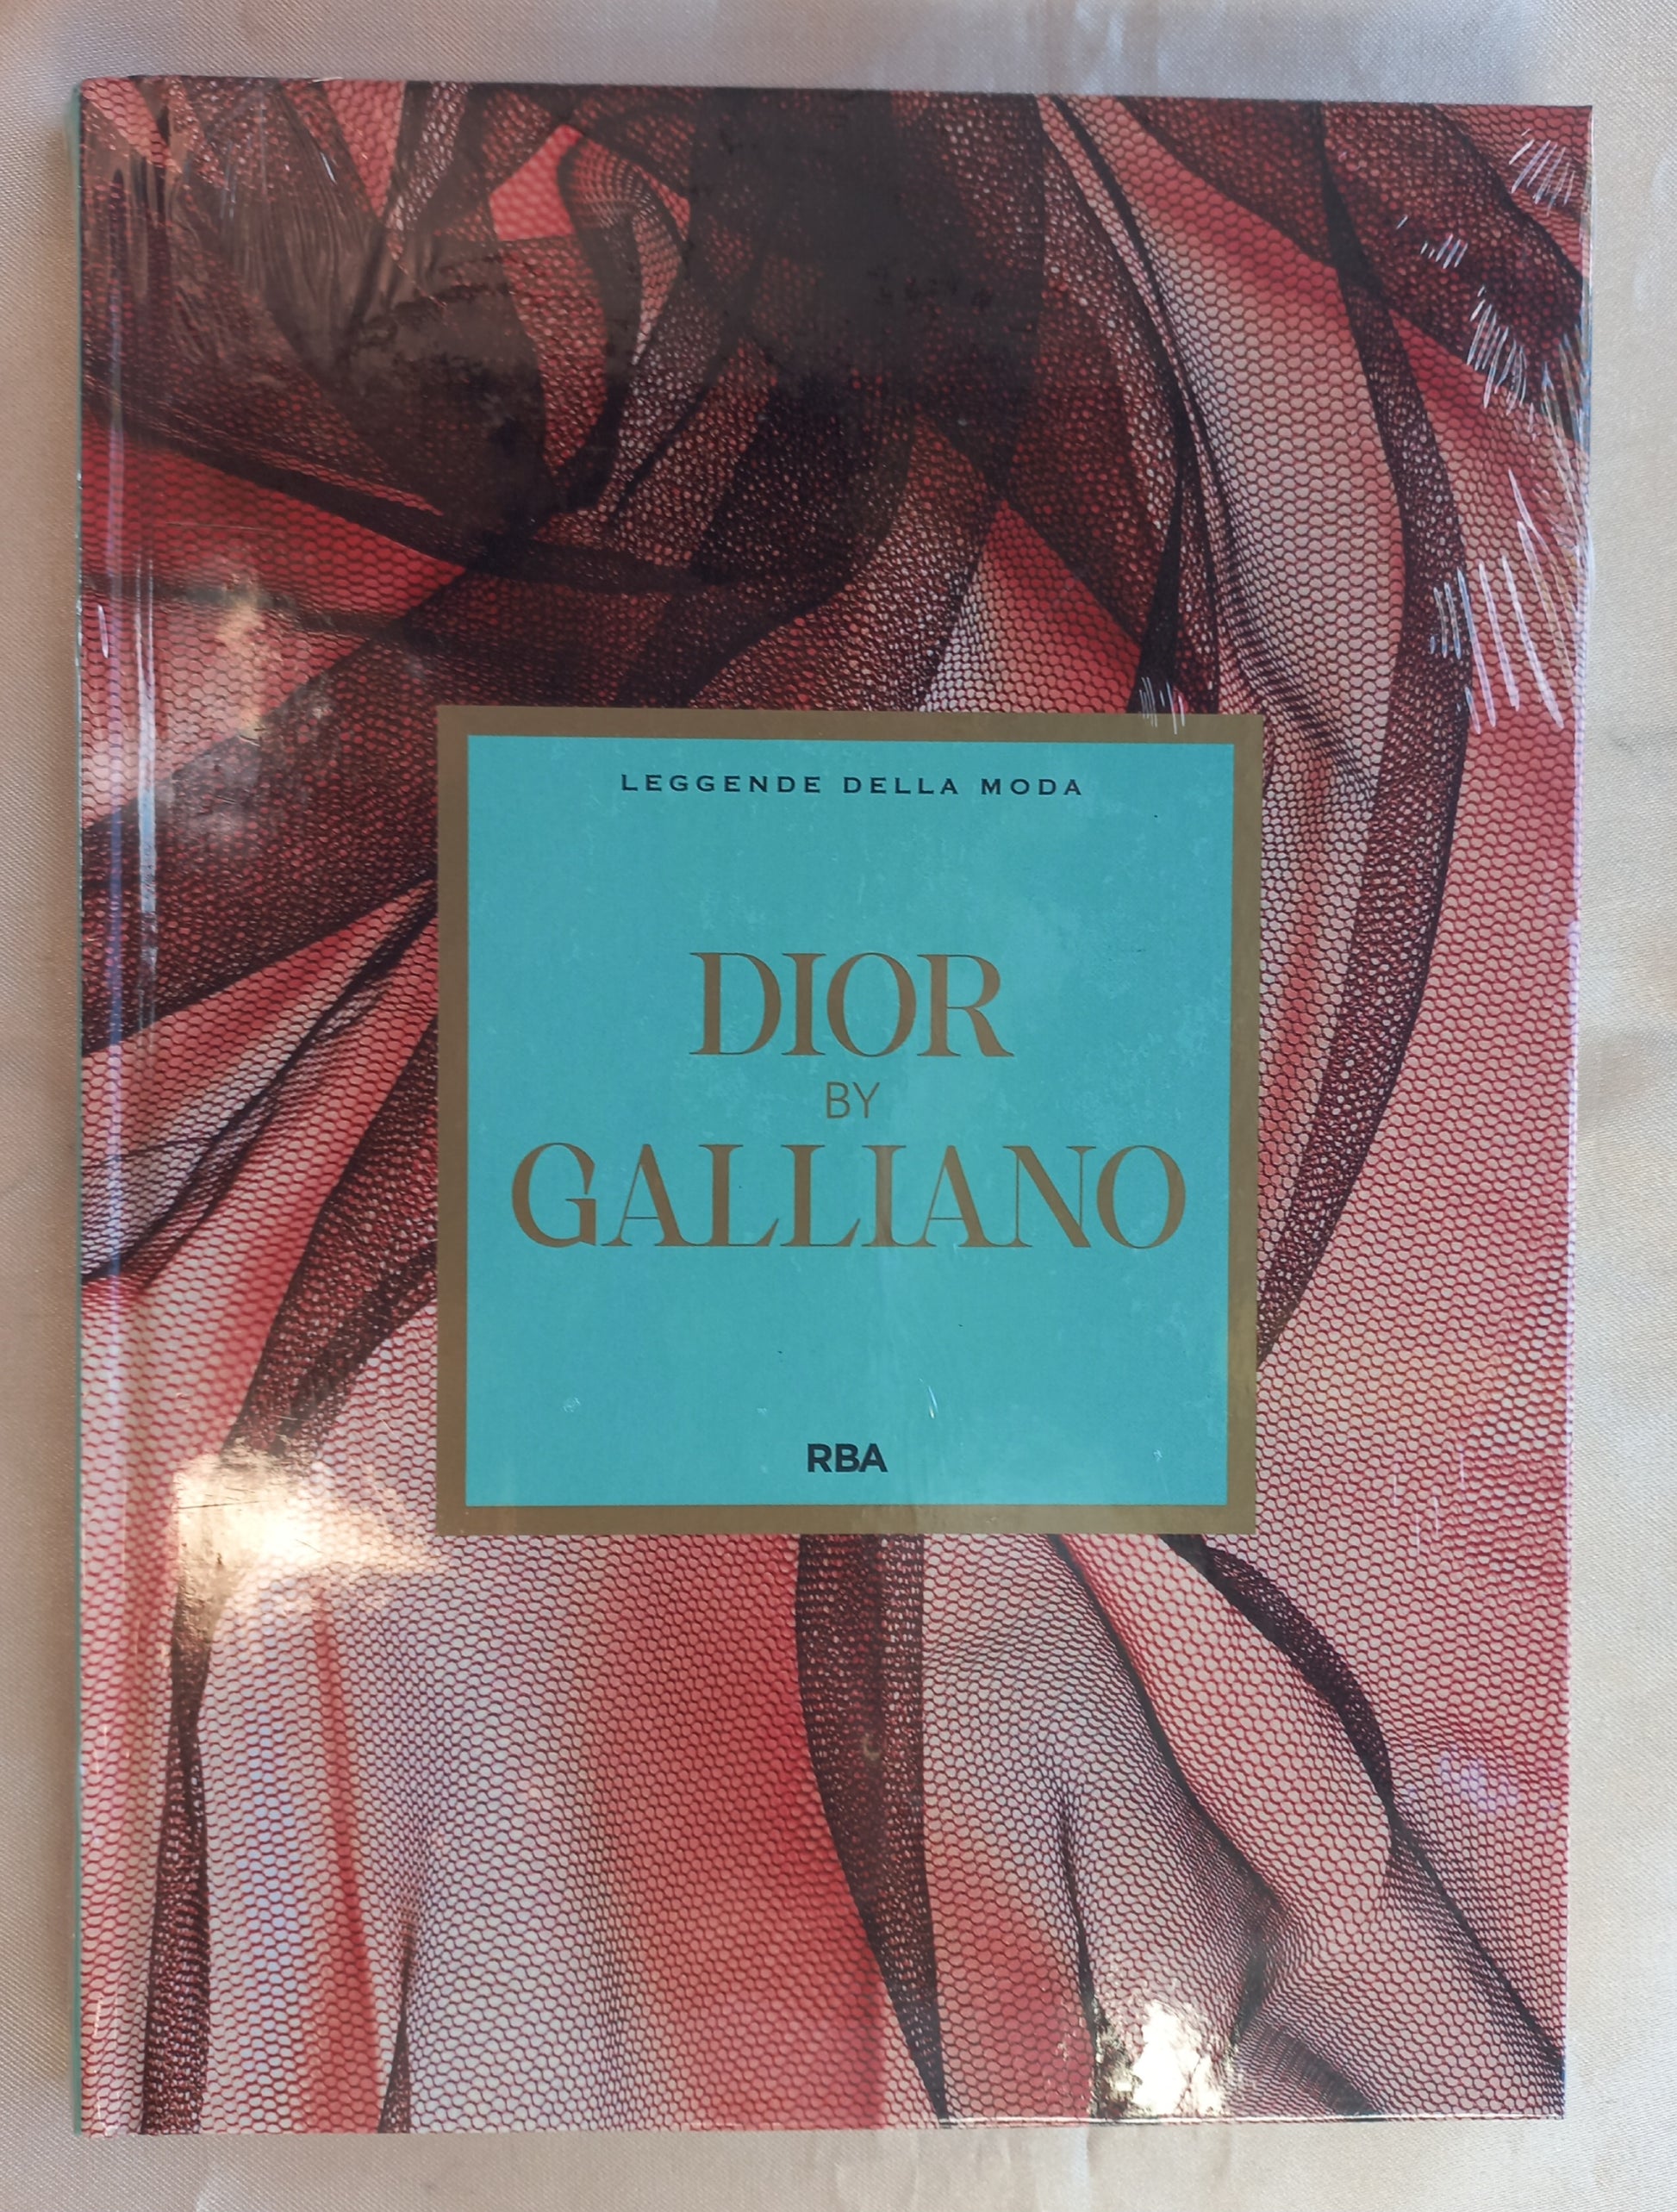 LEGGENDE DELLA MODA
DIOR
BY
GALLIANO
RBA